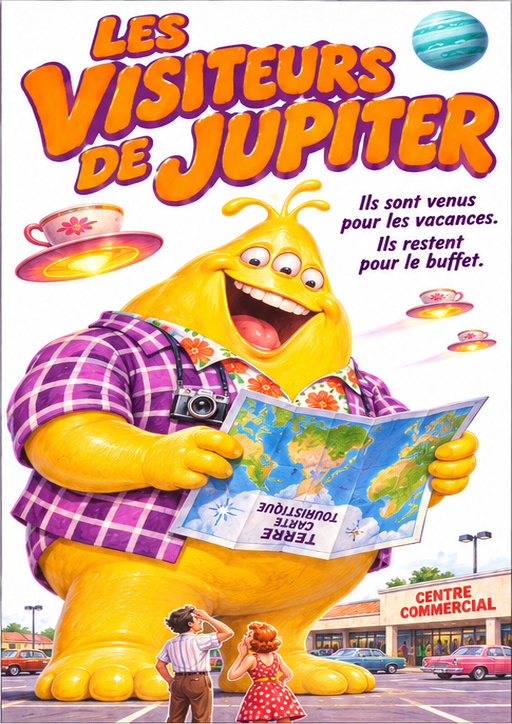 LES
VISITEURS
DE JUPITER
Ils sont venus
pour les vacances.
Ils restent
pour le buffet.
TERRE
CARTE
TOURISTIQUE
CENTRE
COMMERCIAL